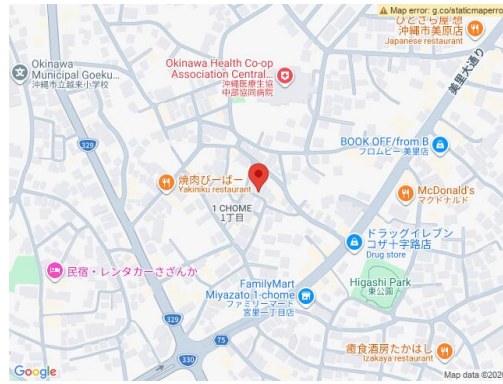 Map error: g.co/staticmaperro
ひとさら屋 想
沖縄市美原店
Japanese restaurant
Okinawa
Municipal Goeku...
沖縄市立越来小学校
Okinawa Health Co-op
Association Central...
沖縄医療生協
中部協同病院
美里大通り
329
BOOK OFF/from B
フロムビー 美里店
焼肉びーばー
Yakiniku restaurant
McDonald's
マクドナルド
1 CHOME
1丁目
ドラッグイレブン
コザ十字路店
Drug store
民宿・レンタカーさざんか
FamilyMart
Miyazato 1-chome
ファミリーマート
宮里一丁目店
Higashi Park
東公園
329
75
330
癒食酒房たかはし
Izakaya restaurant
Google
Map data ©202